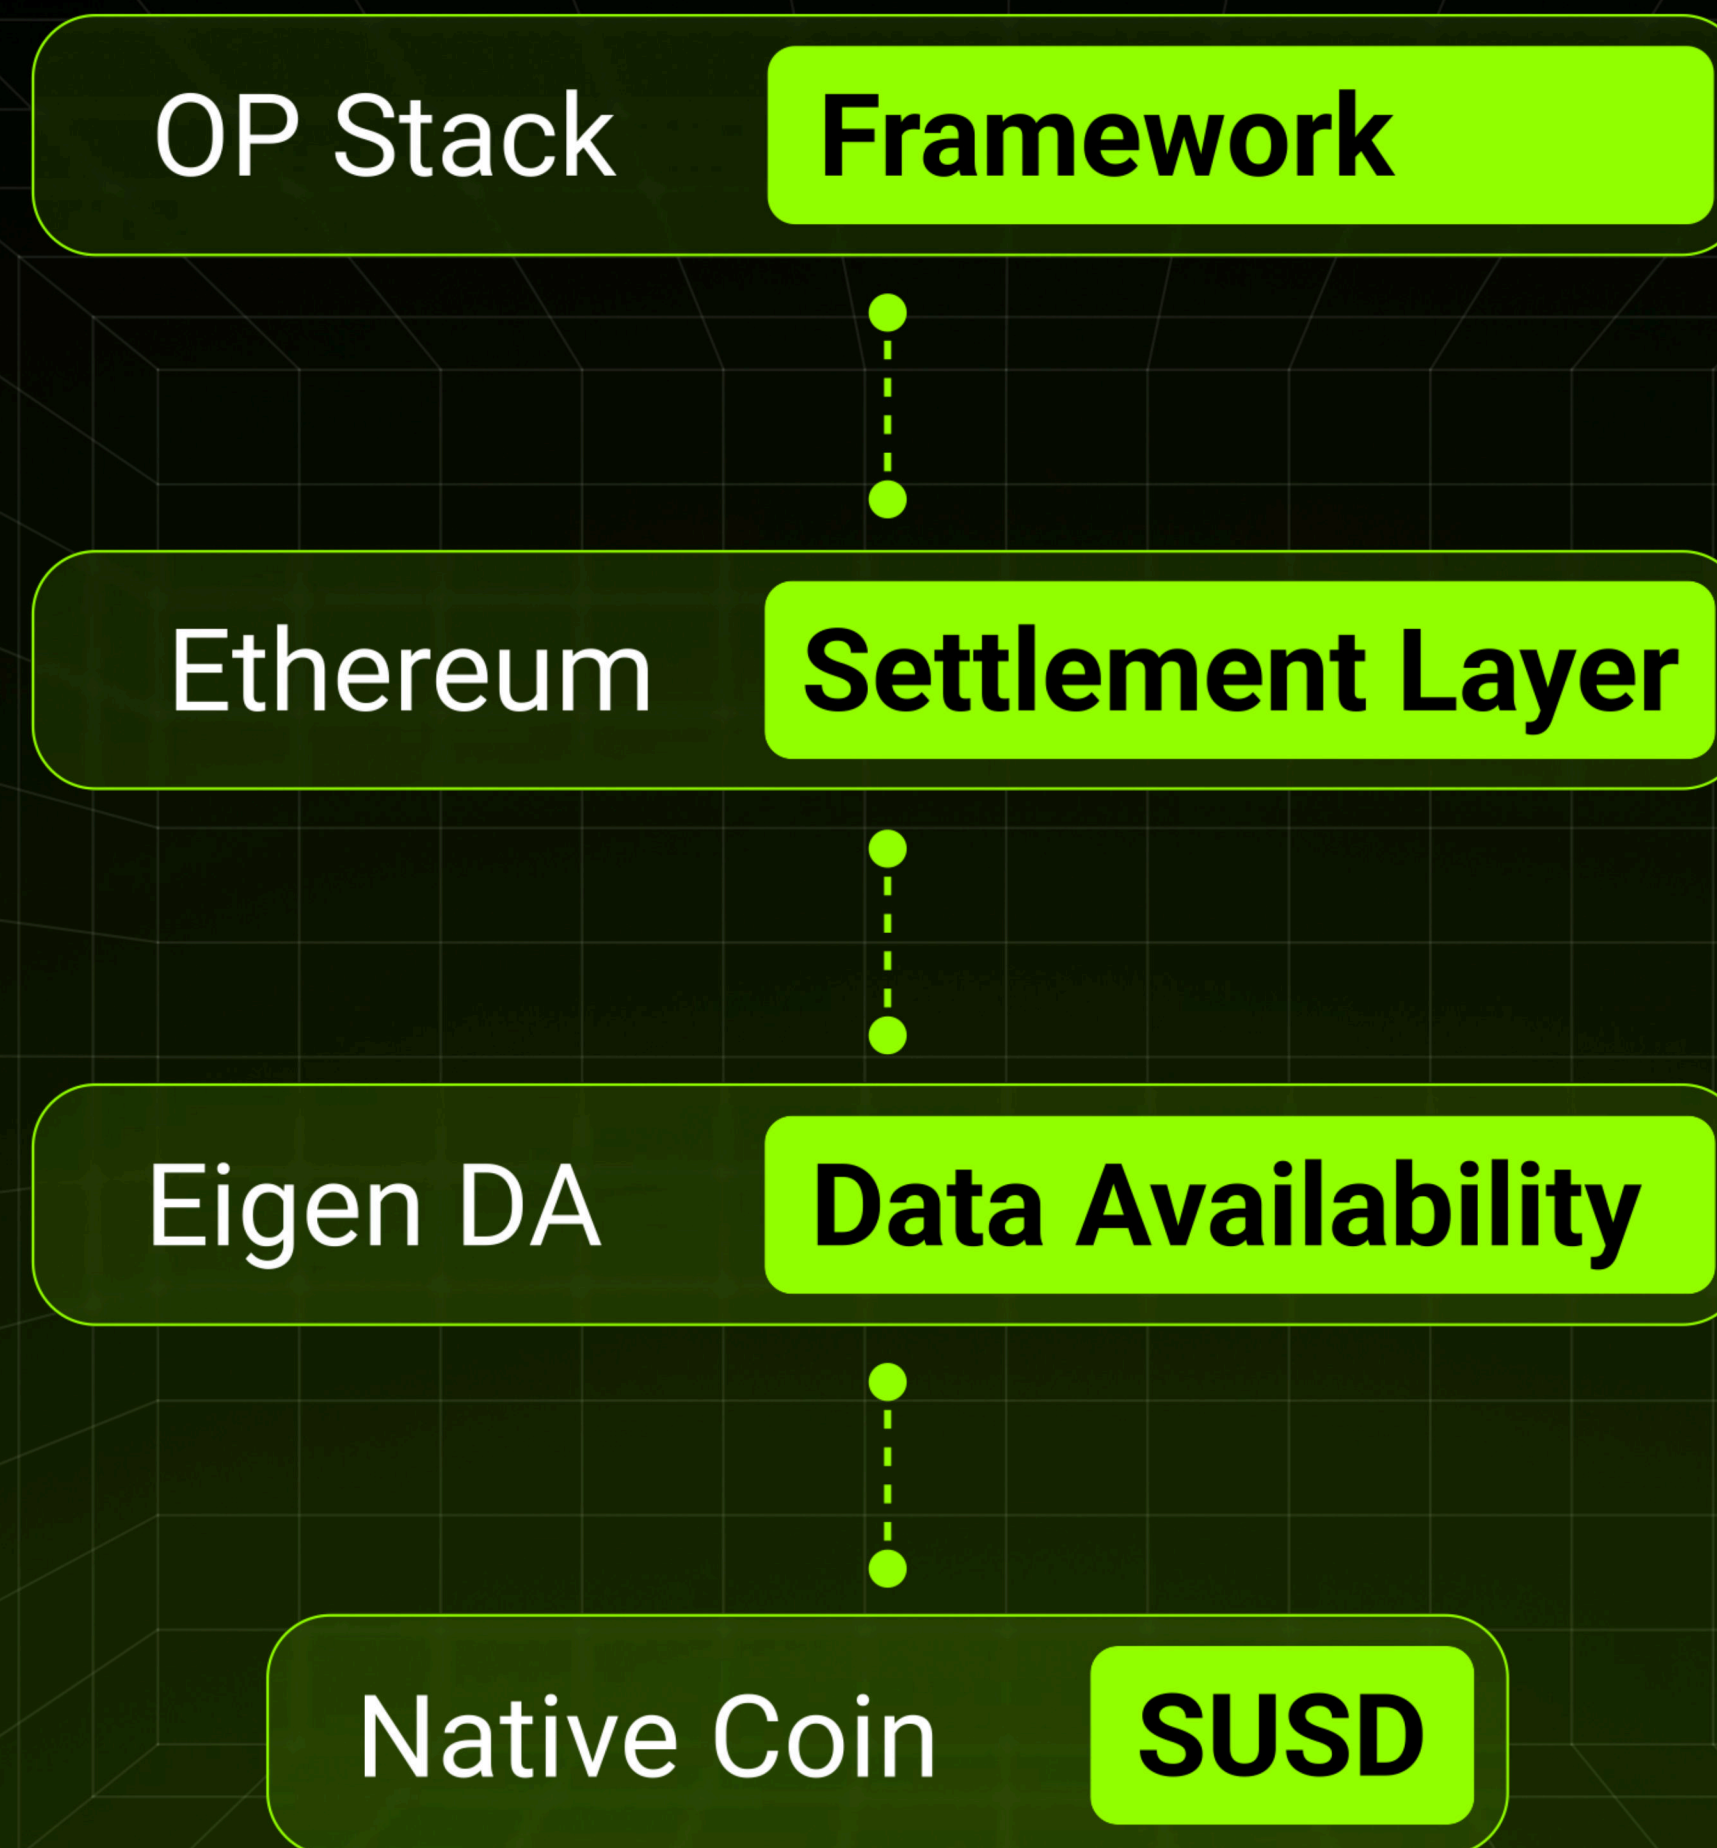 OP Stack Framework
Ethereum Settlement Layer
Eigen DA Data Availability
Native Coin SUSD